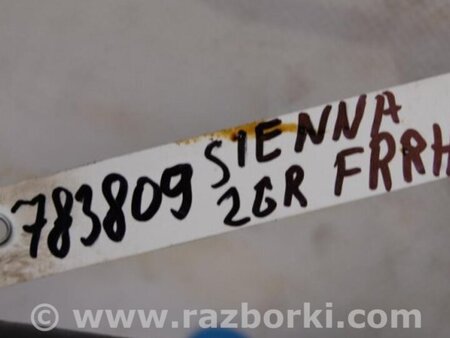 783809 SIENNA
2GR FRRH
© www.razborki.com